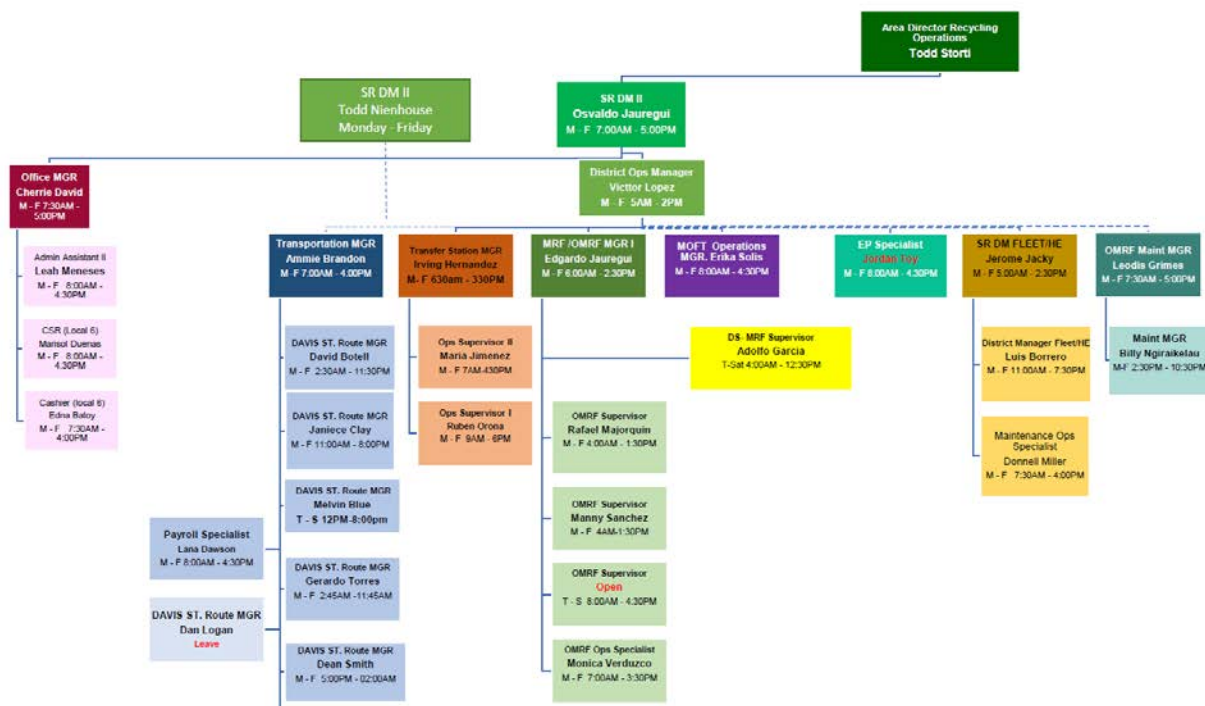 Area Director Recycling
Operations
Todd Storti
SR DM II
Todd Nienhouse
Monday - Friday
SR DM II
Osvaldo Jauregui
M - F 7:00AM - 5:00PM
Office MGR
Cherrie David
M - F 7:30AM -
5:00PM
District Ops Manager
Victtor Lopez
M - F 5AM - 2PM
Admin Assistant II
Leah Meneses
M - F 8:00AM -
4:30PM
CSR (Local 6)
Marisol Duenas
M - F 8:00AM -
4:30PM
Cashier (local 6)
Edna Batoy
M - F 7:30AM -
4:00PM
Transportation MGR
Ammie Brandon
M - F 7:00AM - 4:00PM
Transfer Station MGR
Irving Hernandez
M- F 630am - 330PM
MRF /OMRF MGR I
Edgardo Jauregui
M - F 6:00AM - 2:30PM
MOFT Operations
MGR. Erika Solis
M - F 8:00AM - 4:30PM
EP Specialist
Jordan Toy
M - F 8:00AM - 4:30PM
SR DM FLEET/HE
Jerome Jacky
M - F 5:00AM - 2:30PM
OMRF Maint MGR
Leodis Grimes
M - F 7:30AM - 5:00PM
DAVIS ST. Route MGR
David Botell
M - F 2:30AM - 11:30PM
DAVIS ST. Route MGR
Janiece Clay
M - F 11:00AM - 8:00PM
DAVIS ST. Route MGR
Melvin Blue
T - S 12PM-8:00pm
Payroll Specialist
Lana Dawson
M - F 8:00AM - 4:30PM
DAVIS ST. Route MGR
Gerardo Torres
M - F 2:45AM -11:45AM
DAVIS ST. Route MGR
Dan Logan
Leave
DAVIS ST. Route MGR
Dean Smith
M - F 5:00PM - 02:00AM
Ops Supervisor II
Maria Jimenez
M - F 7AM-430PM
Ops Supervisor I
Ruben Orona
M - F 9AM - 6PM
DS- MRF Supervisor
Adolfo Garcia
T-Sat 4:00AM - 12:30PM
OMRF Supervisor
Rafael Majorquin
M - F 4:00AM - 1:30PM
OMRF Supervisor
Manny Sanchez
M - F 4AM-1:30PM
OMRF Supervisor
Open
T - S 8:00AM - 4:30PM
OMRF Ops Specialist
Monica Verduzco
M - F 7:00AM - 3:30PM
District Manager Fleet/HE
Luis Borrero
M - F 11:00AM - 7:30PM
Maintenance Ops
Specialist
Donnell Miller
M - F 7:30AM - 4:00PM
Maint MGR
Billy Ngiraikelau
M-F 2:30PM - 10:30PM